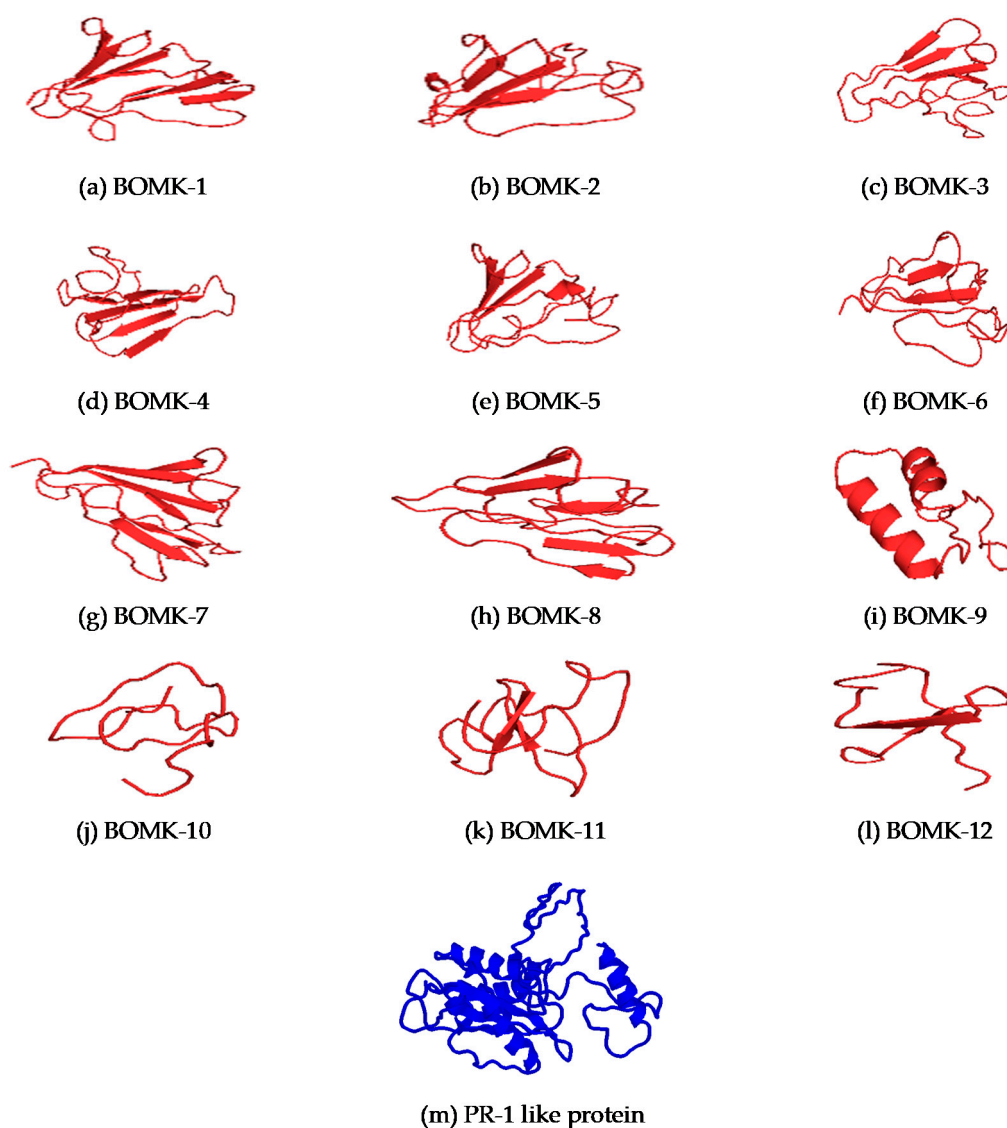 (a) BOMK-1
(b) BOMK-2
(c) BOMK-3
(d) BOMK-4
(e) BOMK-5
(f) BOMK-6
(g) BOMK-7
(h) BOMK-8
(i) BOMK-9
(j) BOMK-10
(k) BOMK-11
(l) BOMK-12
(m) PR-1 like protein